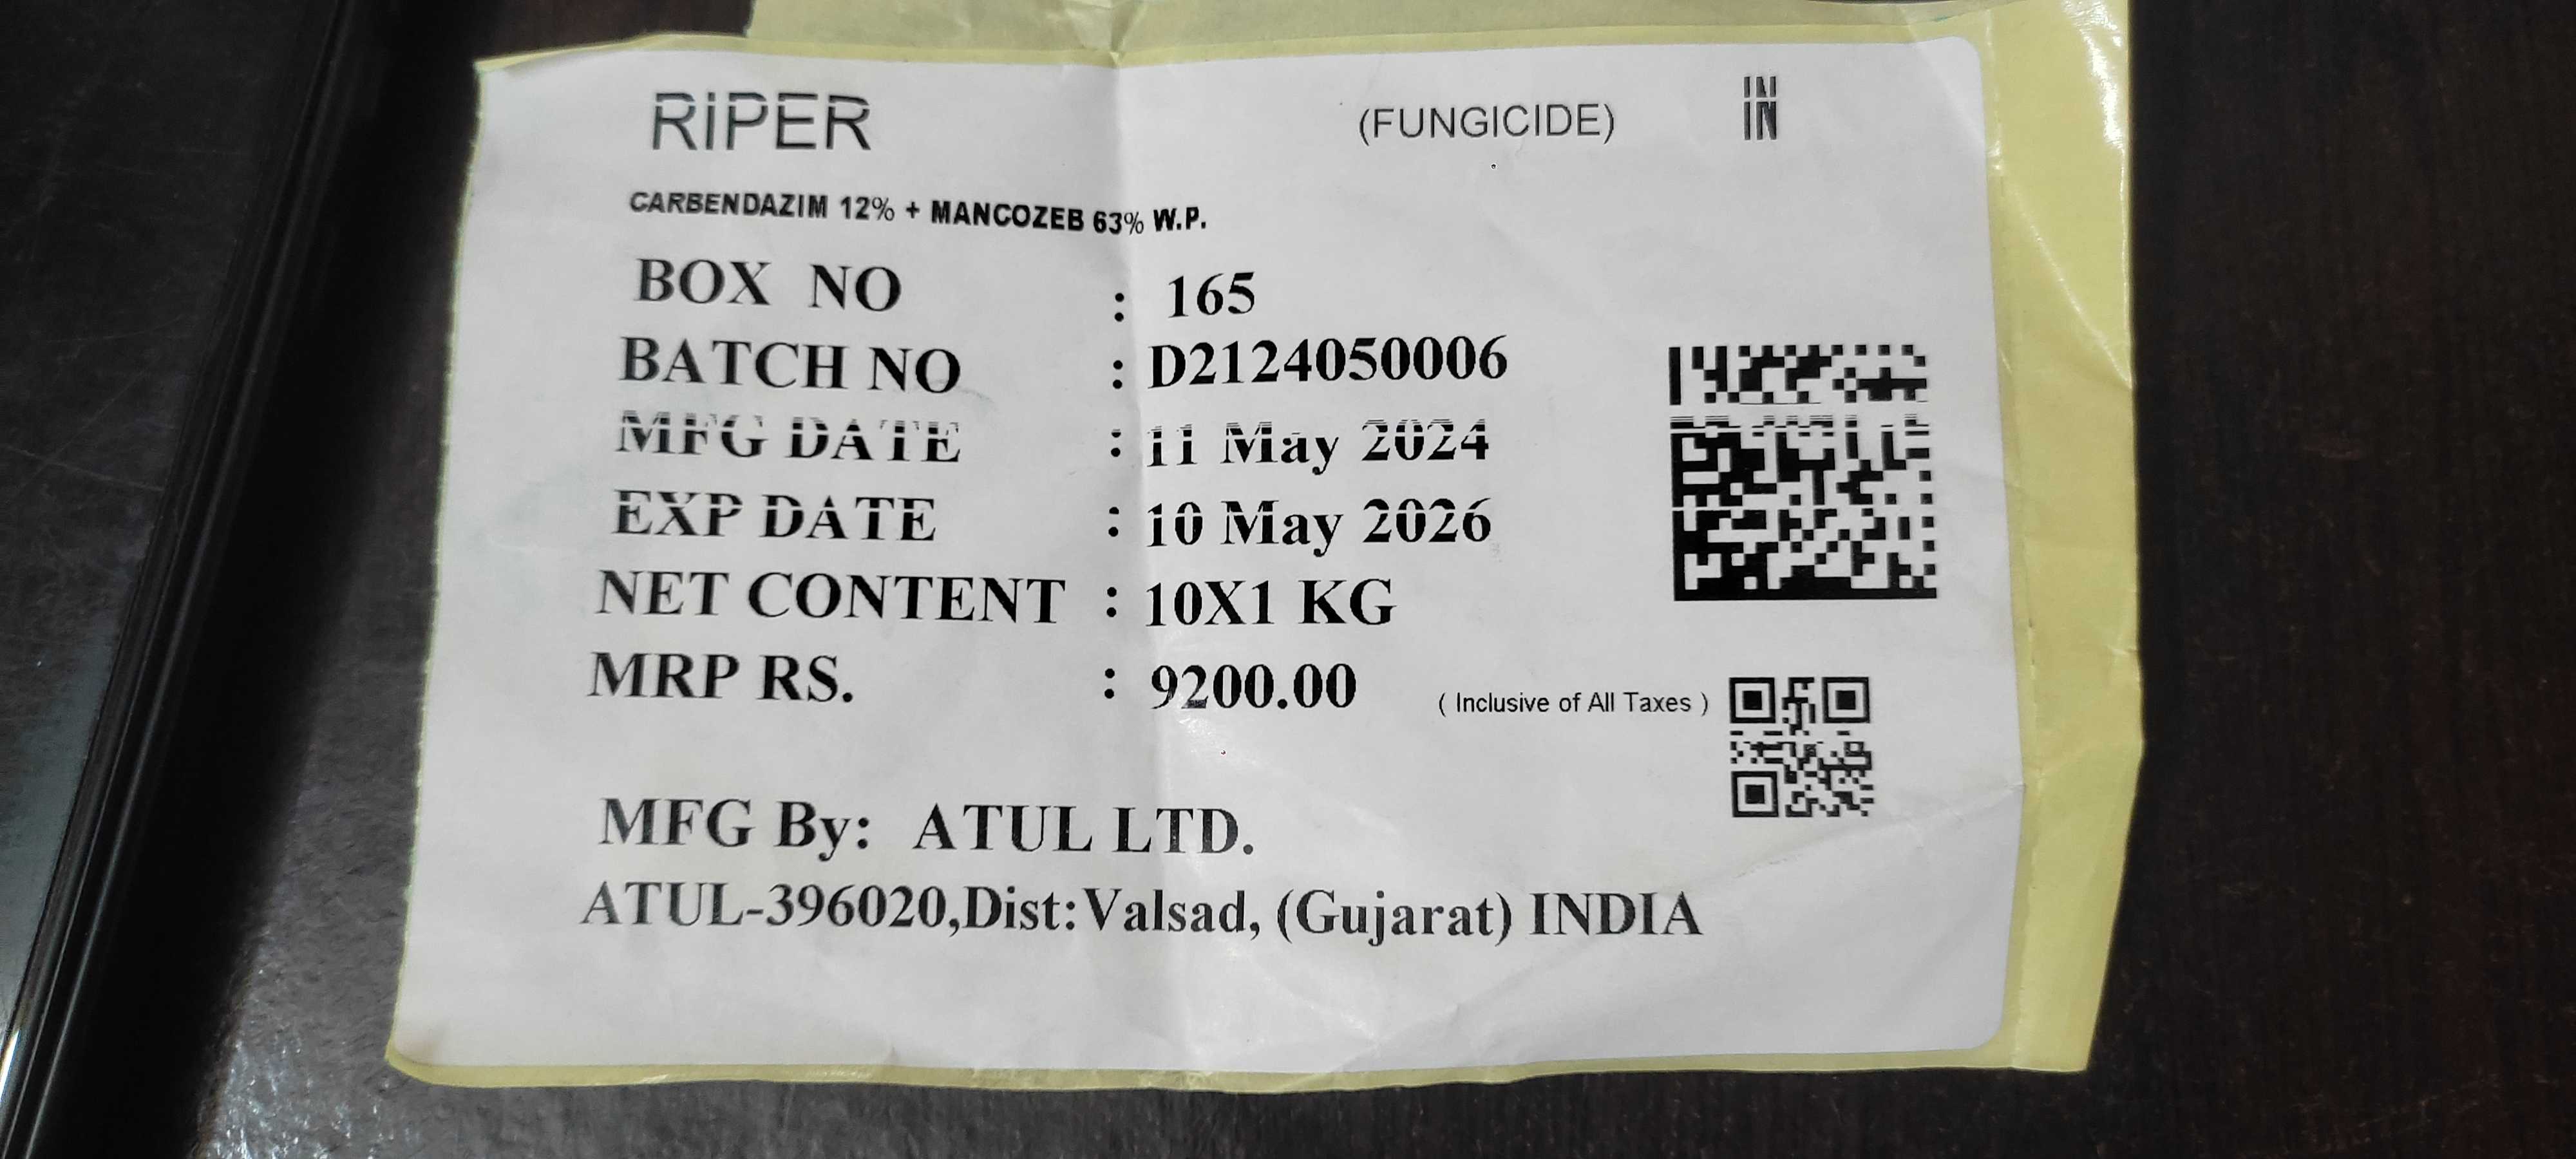 RiPER (FUNGICIDE) IN
CARBENDAZIM 12% + MANCOZEB 63% W.P.
BOX NO : 165
BATCH NO : D2124050006
MFG DATE : 11 May 2024
EXP DATE : 10 May 2026
NET CONTENT : 10X1 KG
MRP RS. : 9200.00 ( Inclusive of All Taxes )
MFG By: ATUL LTD.
ATUL-396020,Dist:Valsad, (Gujarat) INDIA